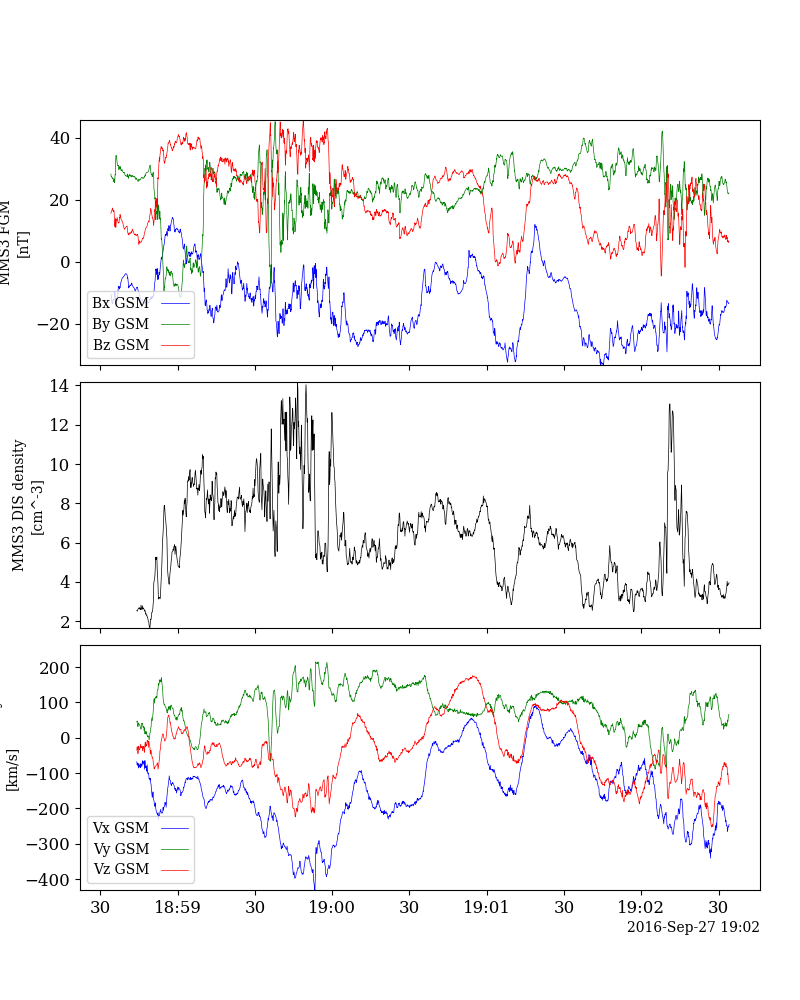 40
20
0
−20
MMS3 FGM
[nT]
Bx GSM
By GSM
Bz GSM
14
12
10
8
6
4
2
MMS3 DIS density
[cm^-3]
200
100
0
−100
−200
−300
−400
[km/s]
Vx GSM
Vy GSM
Vz GSM
30 18:59 30 19:00 30 19:01 30 19:02 30
2016-Sep-27 19:02